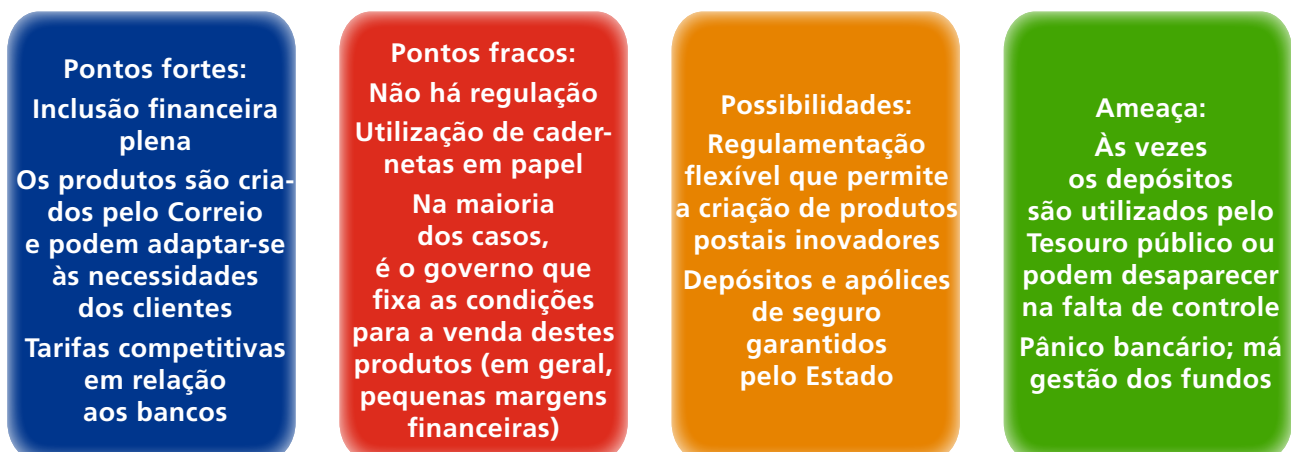 Pontos fortes:
Inclusão financeira
plena
Os produtos são cria-
dos pelo Correio
e podem adaptar-se
às necessidades
dos clientes
Tarifas competitivas
em relação
aos bancos
Pontos fracos:
Não há regulação
Utilização de cader-
netas em papel
Na maioria
dos casos,
é o governo que
fixa as condições
para a venda destes
produtos (em geral,
pequenas margens
financeiras)
Possibilidades:
Regulamentação
flexível que permite
a criação de produtos
postais inovadores
Depósitos e apólices
de seguro
garantidos
pelo Estado
Ameaça:
Às vezes
os depósitos
são utilizados pelo
Tesouro público ou
podem desaparecer
na falta de controle
Pânico bancário; má
gestão dos fundos